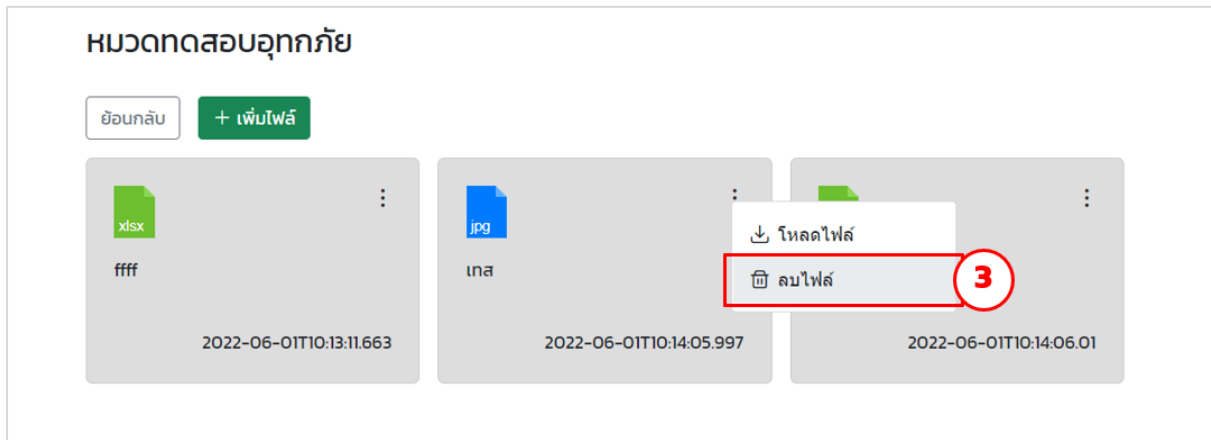 หมวดทดสอบอุทกภัย
ย้อนกลับ
+ เพิ่มไฟล์
xlsx
ffff
2022-06-01T10:13:11.663
jpg
เทส
2022-06-01T10:14:05.997
โหลดไฟล์
ลบไฟล์
3
2022-06-01T10:14:06.01